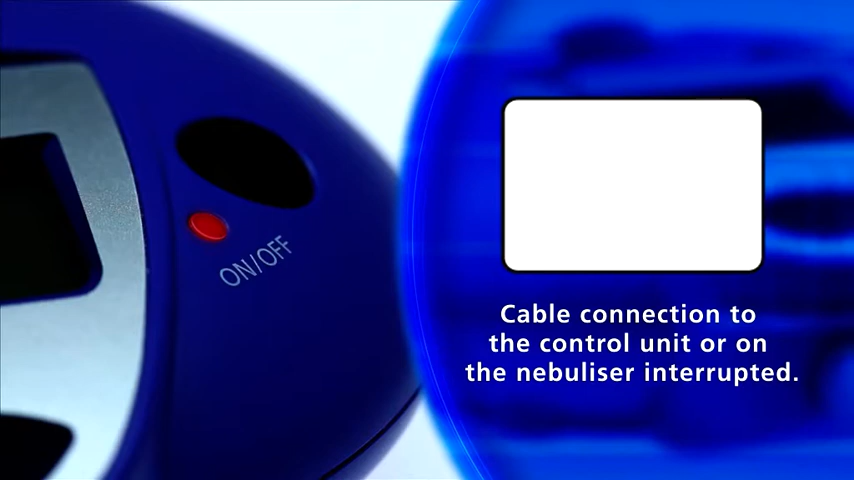 ON/OFF
Cable connection to
the control unit or on
the nebuliser interrupted.